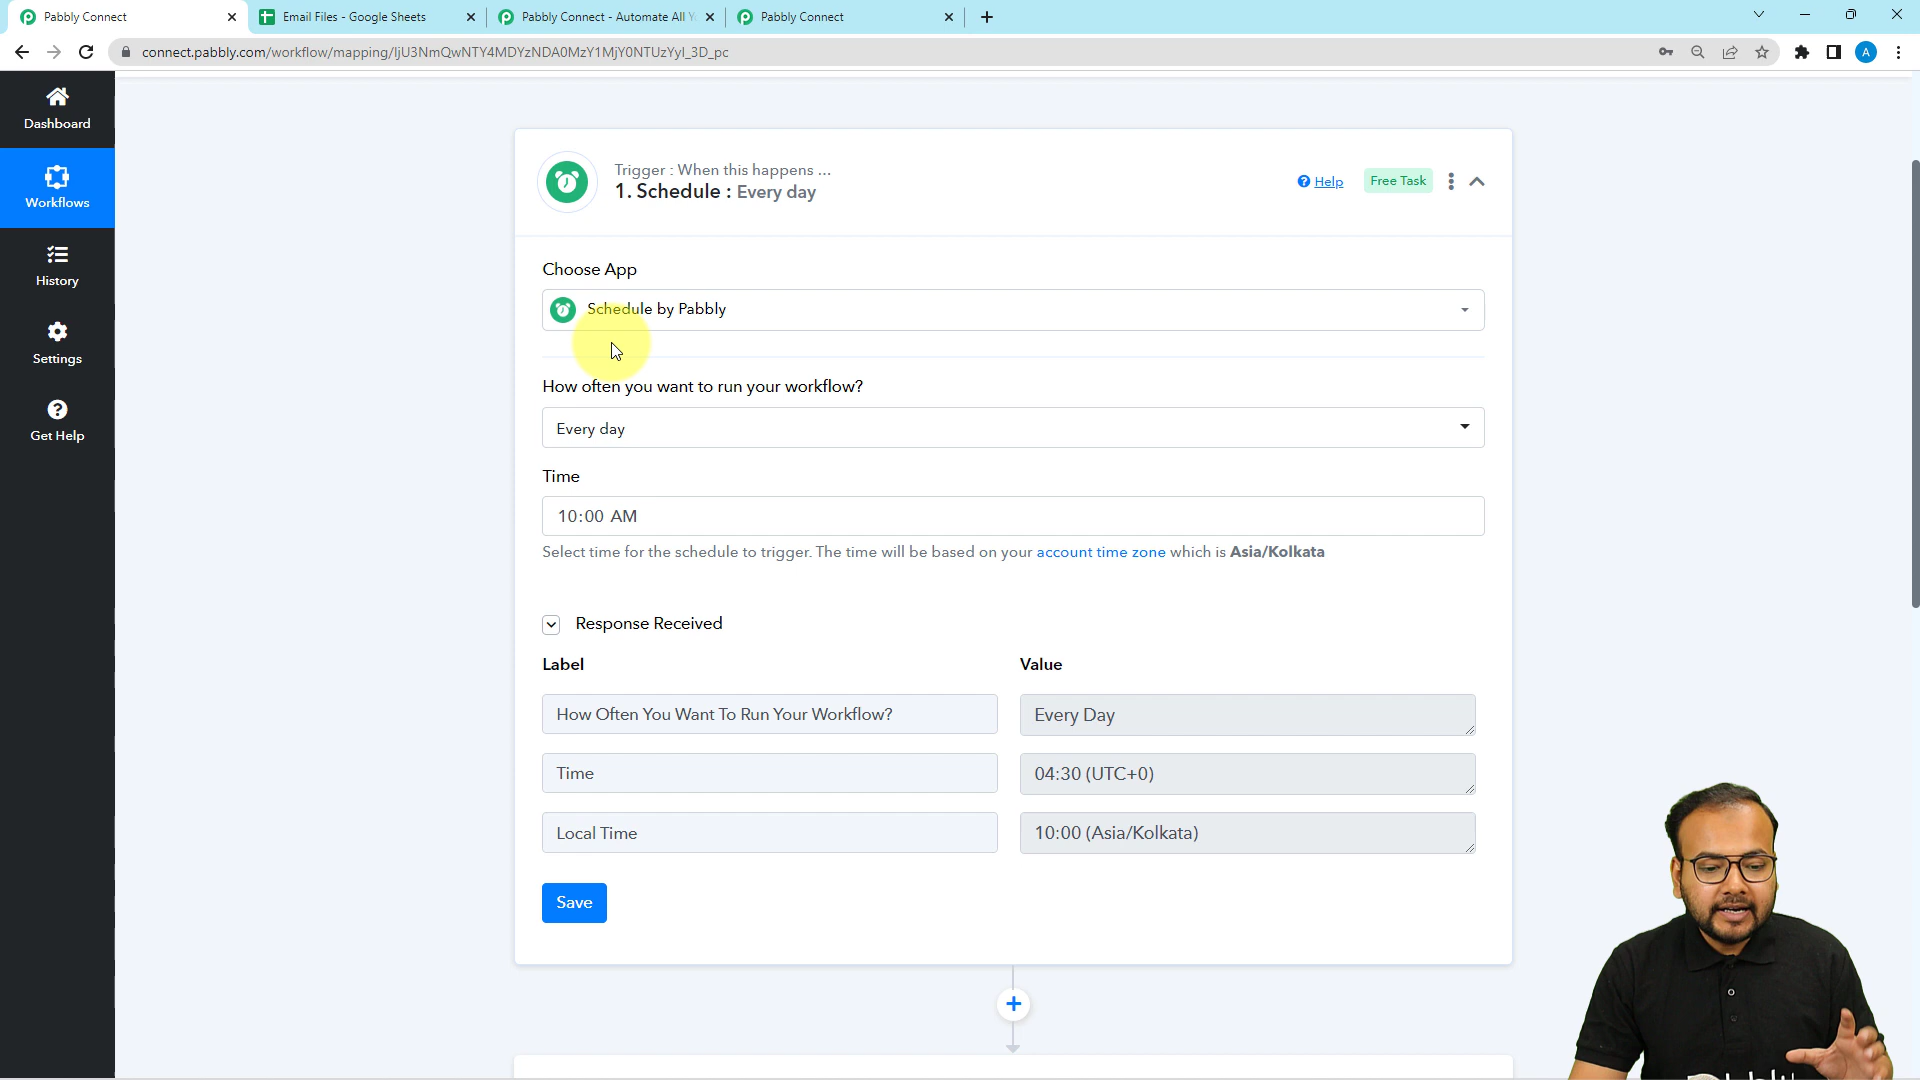 Pabbly Connect
Email Files - Google Sheets
Pabbly Connect - Automate All
Pabbly Connect
connect.pabbly.com/workflow/mapping/IjU3NmQwNTY4MDYzNDA0MzY1MjY0NTUzYyI_3D_pc
A
Dashboard
Workflows
History
Settings
Get Help
Trigger : When this happens ...
1. Schedule : Every day
Help
Free Task
Choose App
Schedule by Pabbly
How often you want to run your workflow?
Every day
Time
10:00 AM
Select time for the schedule to trigger. The time will be based on your account time zone which is Asia/Kolkata
Response Received
Label Value
How Often You Want To Run Your Workflow? Every Day
Time 04:30 (UTC+0)
Local Time 10:00 (Asia/Kolkata)
Save